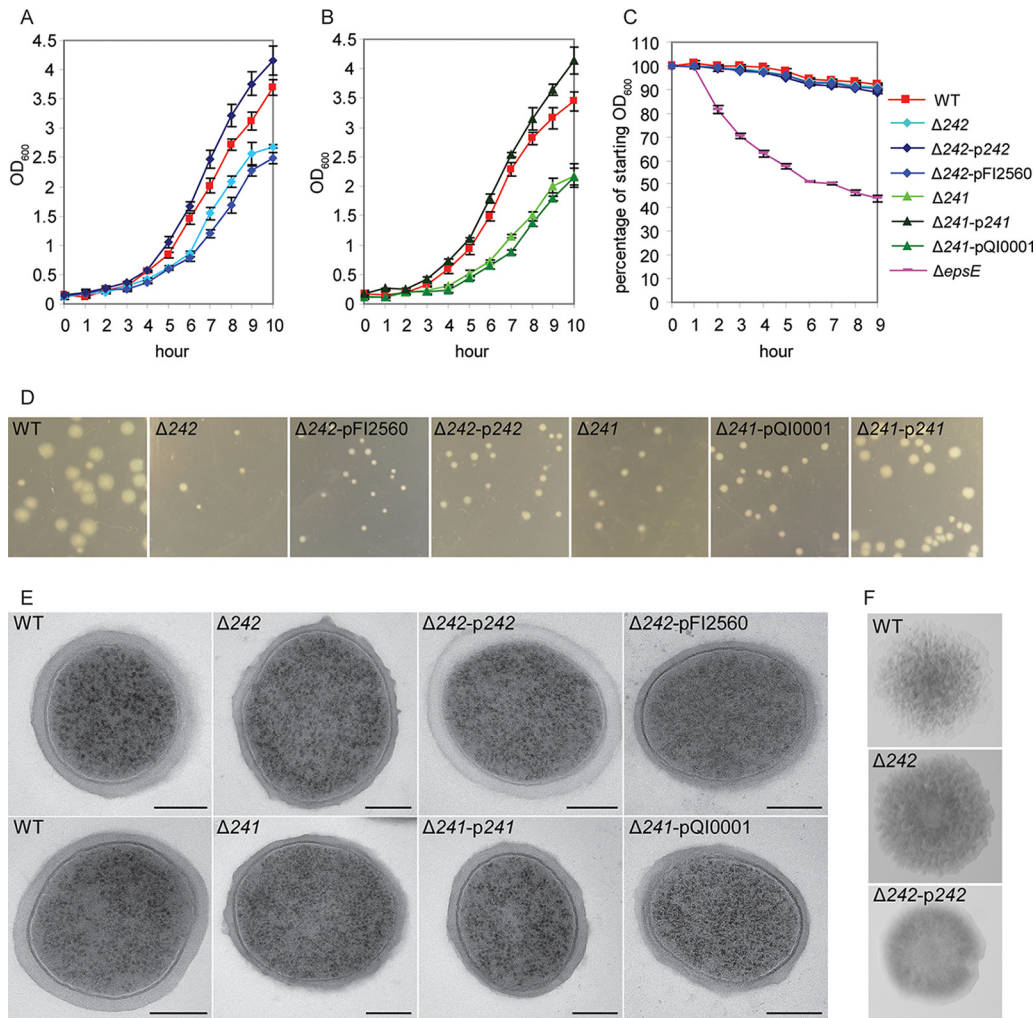 A
B
C
4.5
4
3.5
3
2.5
2
1.5
1
0.5
0
OD600
0 1 2 3 4 5 6 7 8 9 10
hour
4.5
4
3.5
3
2.5
2
1.5
1
0.5
0
OD600
0 1 2 3 4 5 6 7 8 9 10
hour
110
100
90
80
70
60
50
40
30
20
10
0
percentage of starting OD600
0 1 2 3 4 5 6 7 8 9
hour
WT
Δ242
Δ242-p242
Δ242-pFI2560
Δ241
Δ241-p241
Δ241-pQI0001
ΔepsE
D
WT
Δ242
Δ242-pFI2560
Δ242-p242
Δ241
Δ241-pQI0001
Δ241-p241
E
WT
Δ242
Δ242-p242
Δ242-pFI2560
WT
Δ241
Δ241-p241
Δ241-pQI0001
F
WT
Δ242
Δ242-p242